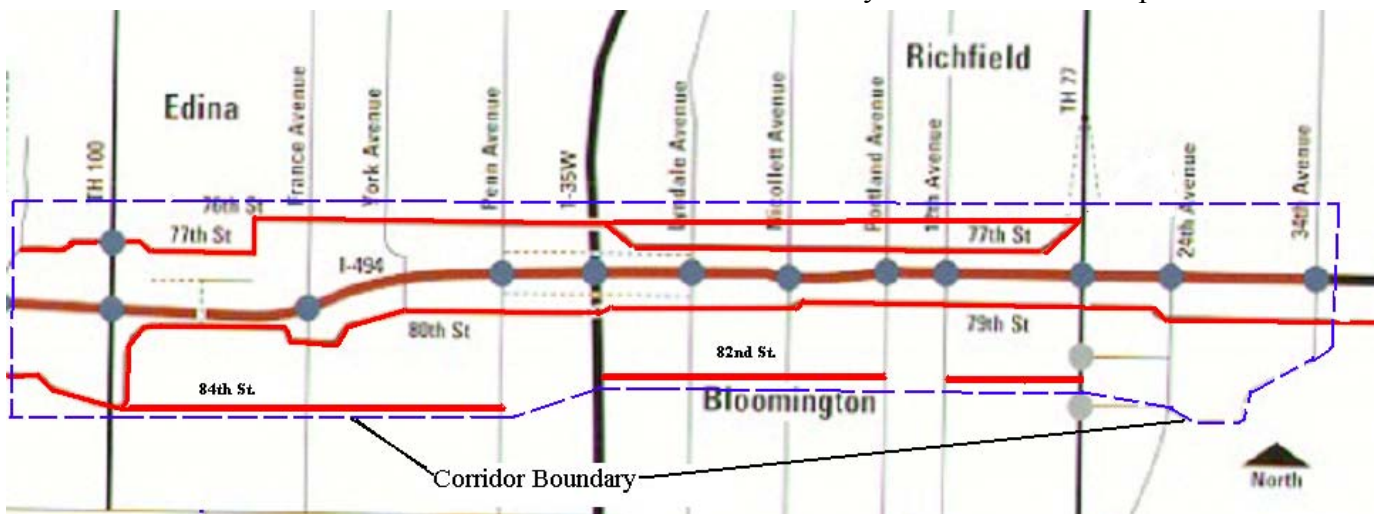 Richfield
Edina
TH 100
France Avenue
York Avenue
Penn Avenue
I-35W
Lyndale Avenue
Nicollett Avenue
Portland Avenue
12th Avenue
TH 77
24th Avenue
34th Avenue
76th St
77th St
77th St
I-494
80th St
79th St
82nd St.
84th St.
Bloomington
Corridor Boundary
North